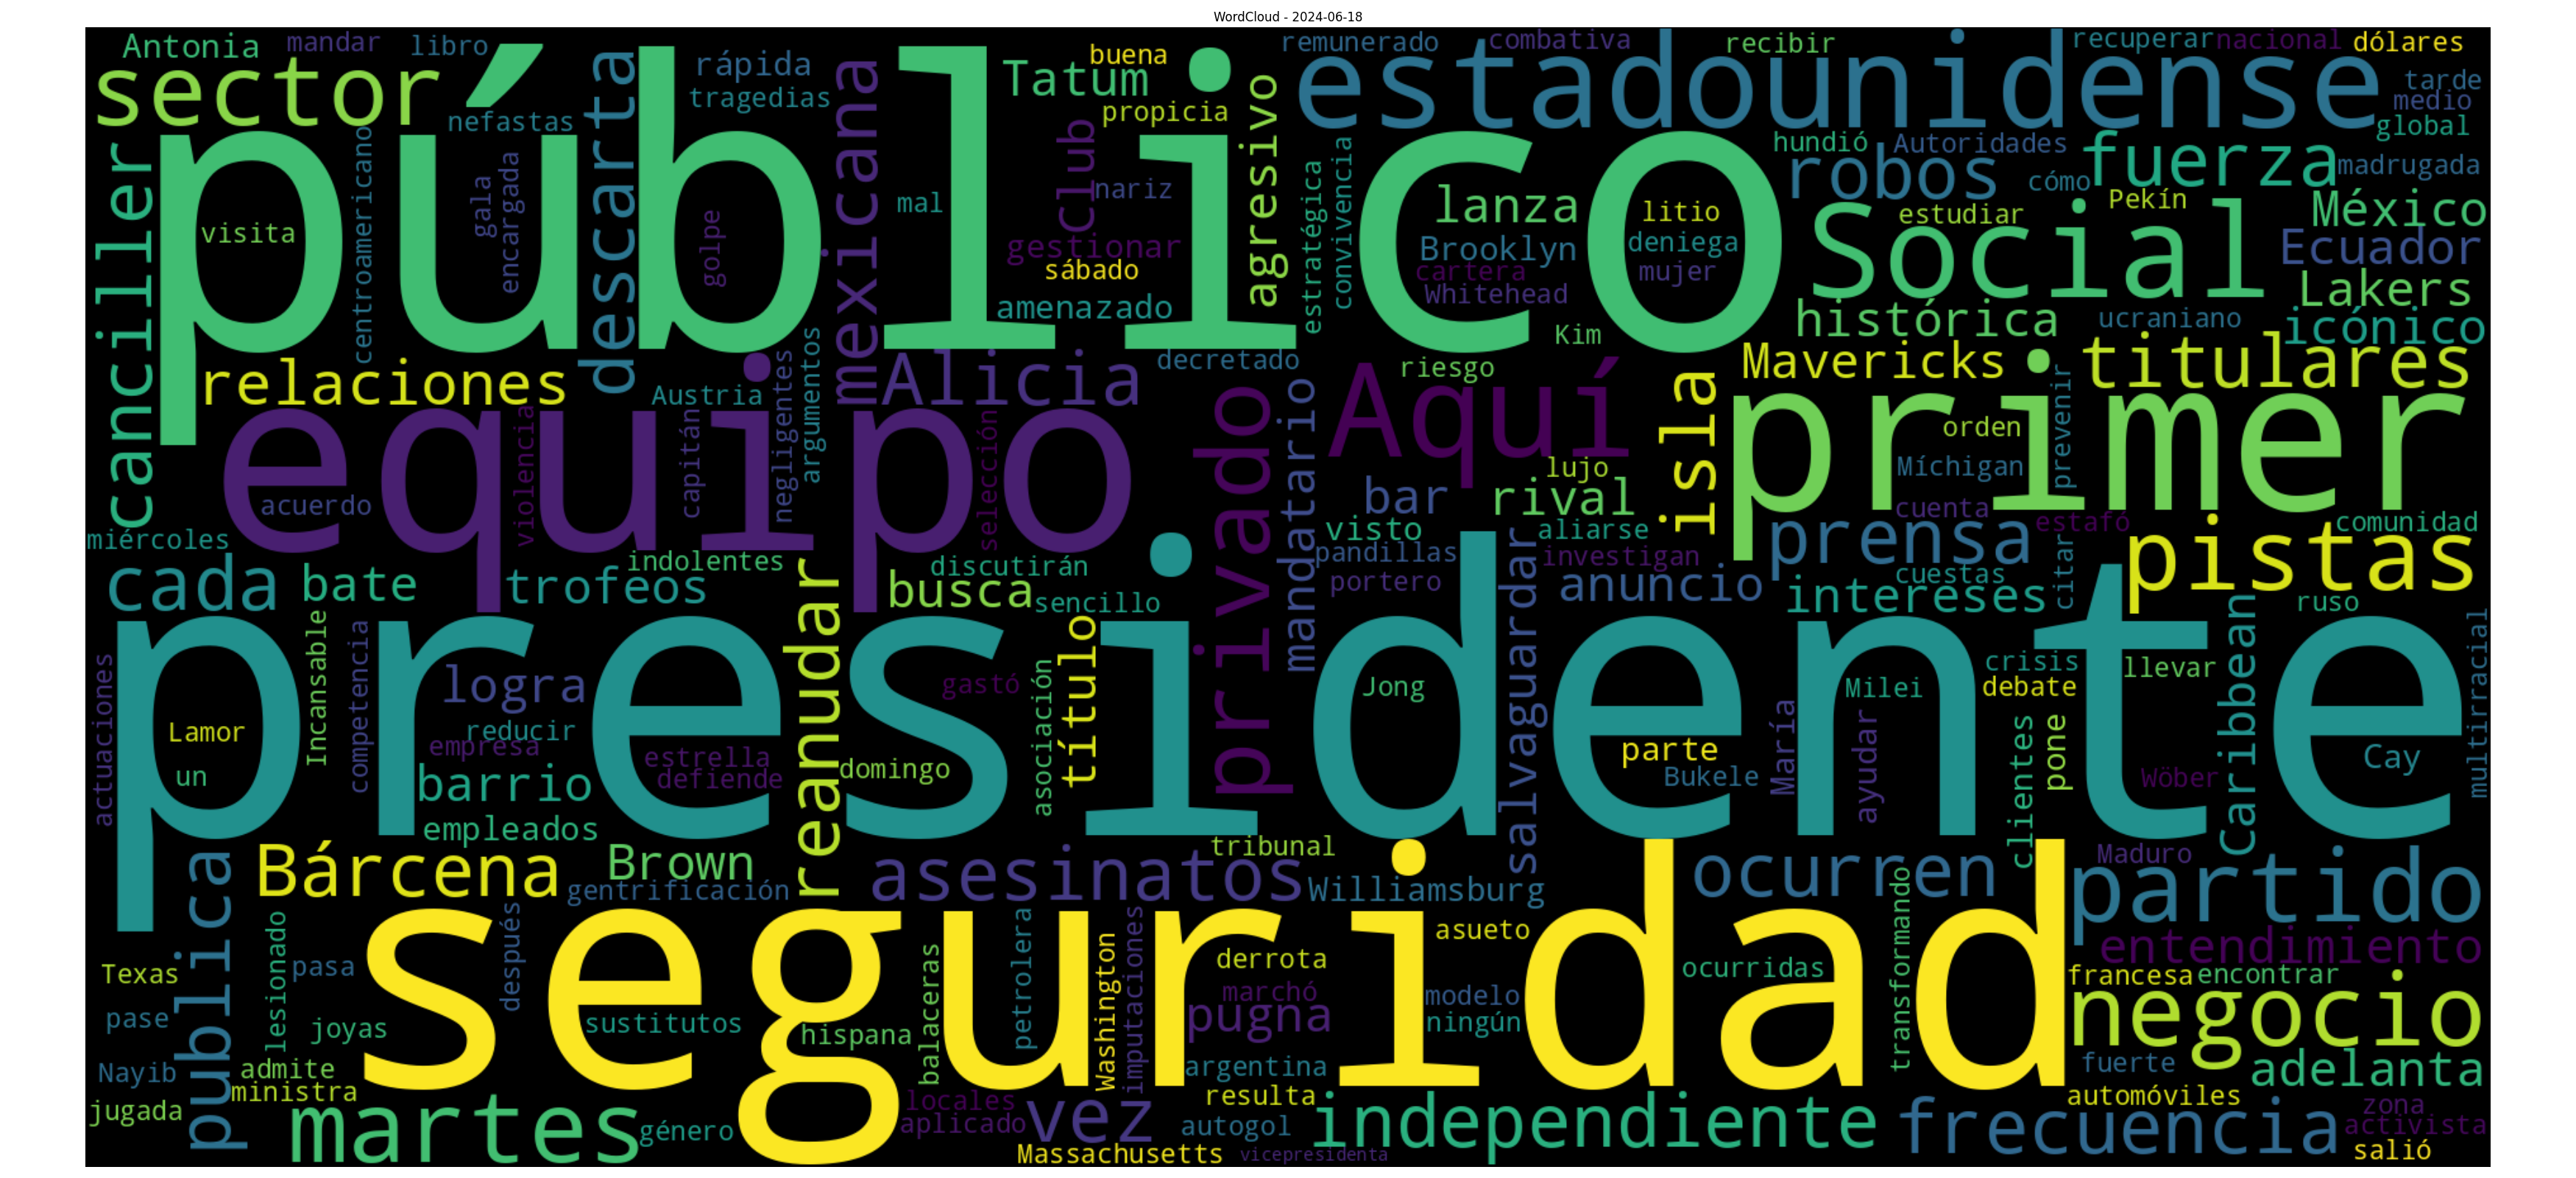 WordCloud - 2024-06-18
Antonia
mandar
libro
sector
público
descarta
rápida
tragedias
nefastas
mexicana
Tatum
buena
propicia
remunerado
combativa
recibir
recuperar
nacional
dólares
estadounidense
tarde
medio
global
canciller
visita
centroamericano
gala
encargada
golpe
mal
club
nariz
gestionar
sábado
amenazado
agresivo
estratégica
convivencia
lanza
Brooklyn
cartera
Whitehead
litio
deniega
mujer
hundió
Autoridades
robos
cómo
fuerza
madrugada
estudiar
Pekín
México
Social
Ecuador
Lakers
histórica
ucraniano
icónico
Kim
relaciones
Austria
argumentos
negligentes
Alicia
decretado
riesgo
Aquí
Mavericks
titulares
isla
primer
equipo
acuerdo
violencia
capitán
selección
privado
mandatario
lujo
bar
rival
orden
Míchigan
prevenir
cuenta
estafó
comunidad
miércoles
cada
bate
trofeos
indolentes
discutirán
busca
sencillo
visto
pandillas
portero
aliarse
investigan
anuncio
prensa
cuestas
intereses
citar
pistas
ruso
presidente
actuaciones
Incansable
competencia
logra
reducir
empresa
Lamor
un
barrio
empleados
estrella
defiende
reanudar
domingo
gastó
asociación
título
Jong
salvaguardar
parte
Bukele
María
ayudar
Milei
crisis
debate
clientes
pone
llevar
Wöber
Caribbean
Cay
multirracial
Bárcena
Brown
gentrificación
asesinatos
tribunal
Williamsburg
ocurren
Maduro
partido
publica
seguridad
lesionado
pasa
después
Texas
pase
joyas
sustitutos
hispana
balaceras
petrolera
Washington
imputaciones
derrota
marchó
pugna
asueto
modelo
ningún
ocurridas
transformando
entendimiento
francesa
encontrar
negocio
Nayib
admite
ministra
jugada
martes
género
locales
aplicado
vez
argentina
resulta
autogol
Massachusetts
vicepresidenta
independiente
fuerte
adelanta
automóviles
frecuencia
zona
activista
salió